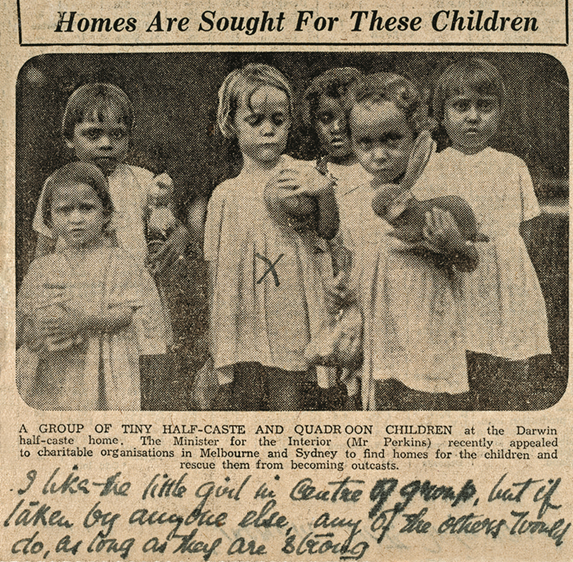 Homes Are Sought For These Children
X
A GROUP OF TINY HALF-CASTE AND QUADROON CHILDREN at the Darwin
half-caste home. The Minister for the Interior (Mr Perkins) recently appealed
to charitable organisations in Melbourne and Sydney to find homes for the children and
rescue them from becoming outcasts.
I like the little girl in Centre of group, but if
taken by anyone else, any of the others would
do, as long as they are strong